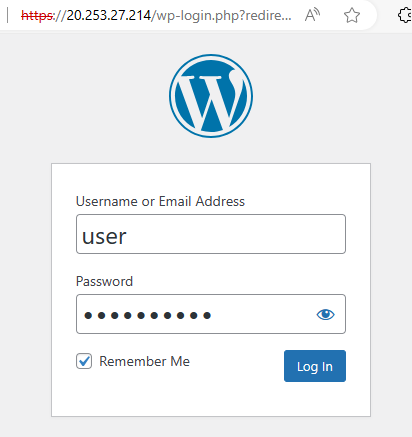 https://20.253.27.214/wp-login.php?redire...
Username or Email Address
user
Password
••••••••••
Remember Me
Log In